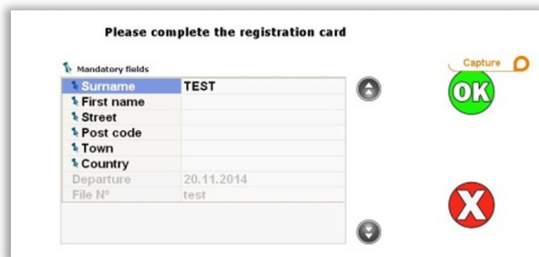 Please complete the registration card
Mandatory fields
Capture
Surname TEST
OK
First name
Street
Post code
Town
Country
Departure 20.11.2014
File N° test
X